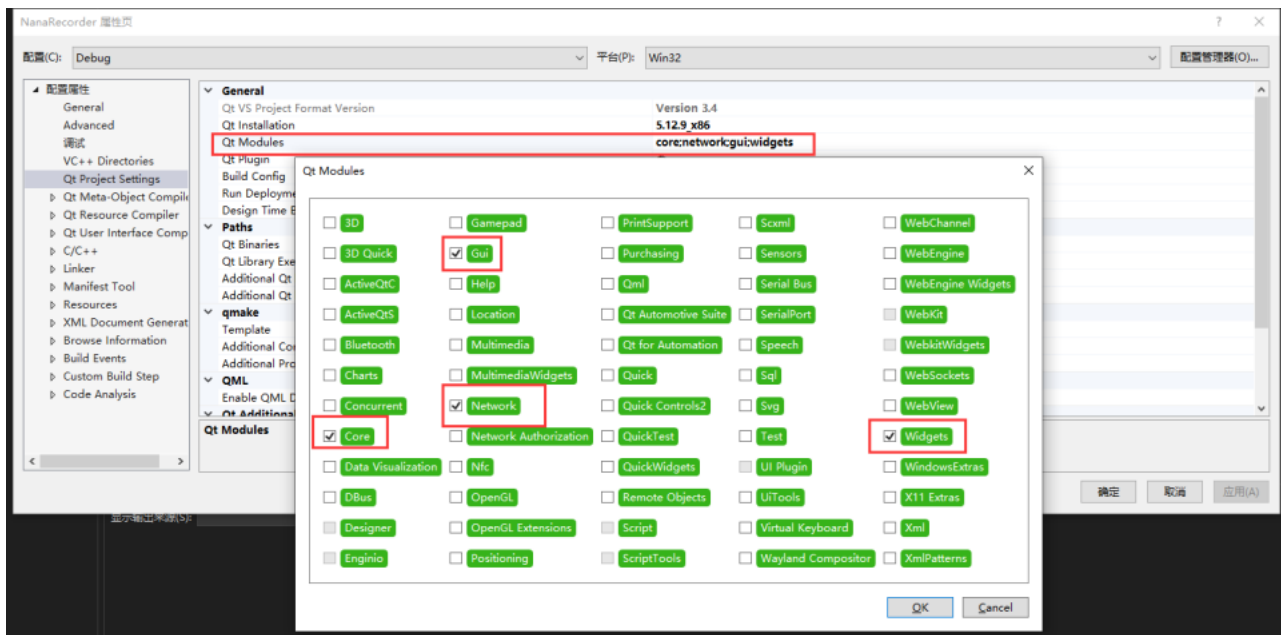 NanaRecorder 属性页
? ×
配置(C): Debug 平台(P): Win32 配置管理器(O)...
配置属性
General
Advanced
调试
VC++ Directories
Qt Project Settings
Qt Meta-Object Compile
Qt Resource Compiler
Qt User Interface Comp
C/C++
Linker
Manifest Tool
Resources
XML Document Generat
Browse Information
Build Events
Custom Build Step
Code Analysis
General
Qt VS Project Format Version Version 3.4
Qt Installation 5.12.9_x86
Qt Modules core;network;gui;widgets
Qt Plugin
Build Config
Run Deployme
Design Time B
Paths
Qt Binaries
Qt Library Exe
Additional Qt
Additional Qt
qmake
Template
Additional Co
Additional Pro
QML
Enable QML D
Qt Additional
Qt Modules
Qt Modules
3D Gamepad PrintSupport Scxml WebChannel
3D Quick Gui Purchasing Sensors WebEngine
ActiveQtC Help Qml Serial Bus WebEngine Widgets
ActiveQtS Location Qt Automotive Suite SerialPort WebKit
Bluetooth Multimedia Qt for Automation Speech WebkitWidgets
Charts MultimediaWidgets Quick Sql WebSockets
Concurrent Network Quick Controls2 Svg WebView
Core Network Authorization QuickTest Test Widgets
Data Visualization Nfc QuickWidgets UI Plugin WindowsExtras
DBus OpenGL Remote Objects UiTools X11 Extras
Designer OpenGL Extensions Script Virtual Keyboard Xml
Enginio Positioning ScriptTools Wayland Compositor XmlPatterns
OK Cancel
确定 取消 应用(A)
显示输出来源(S):